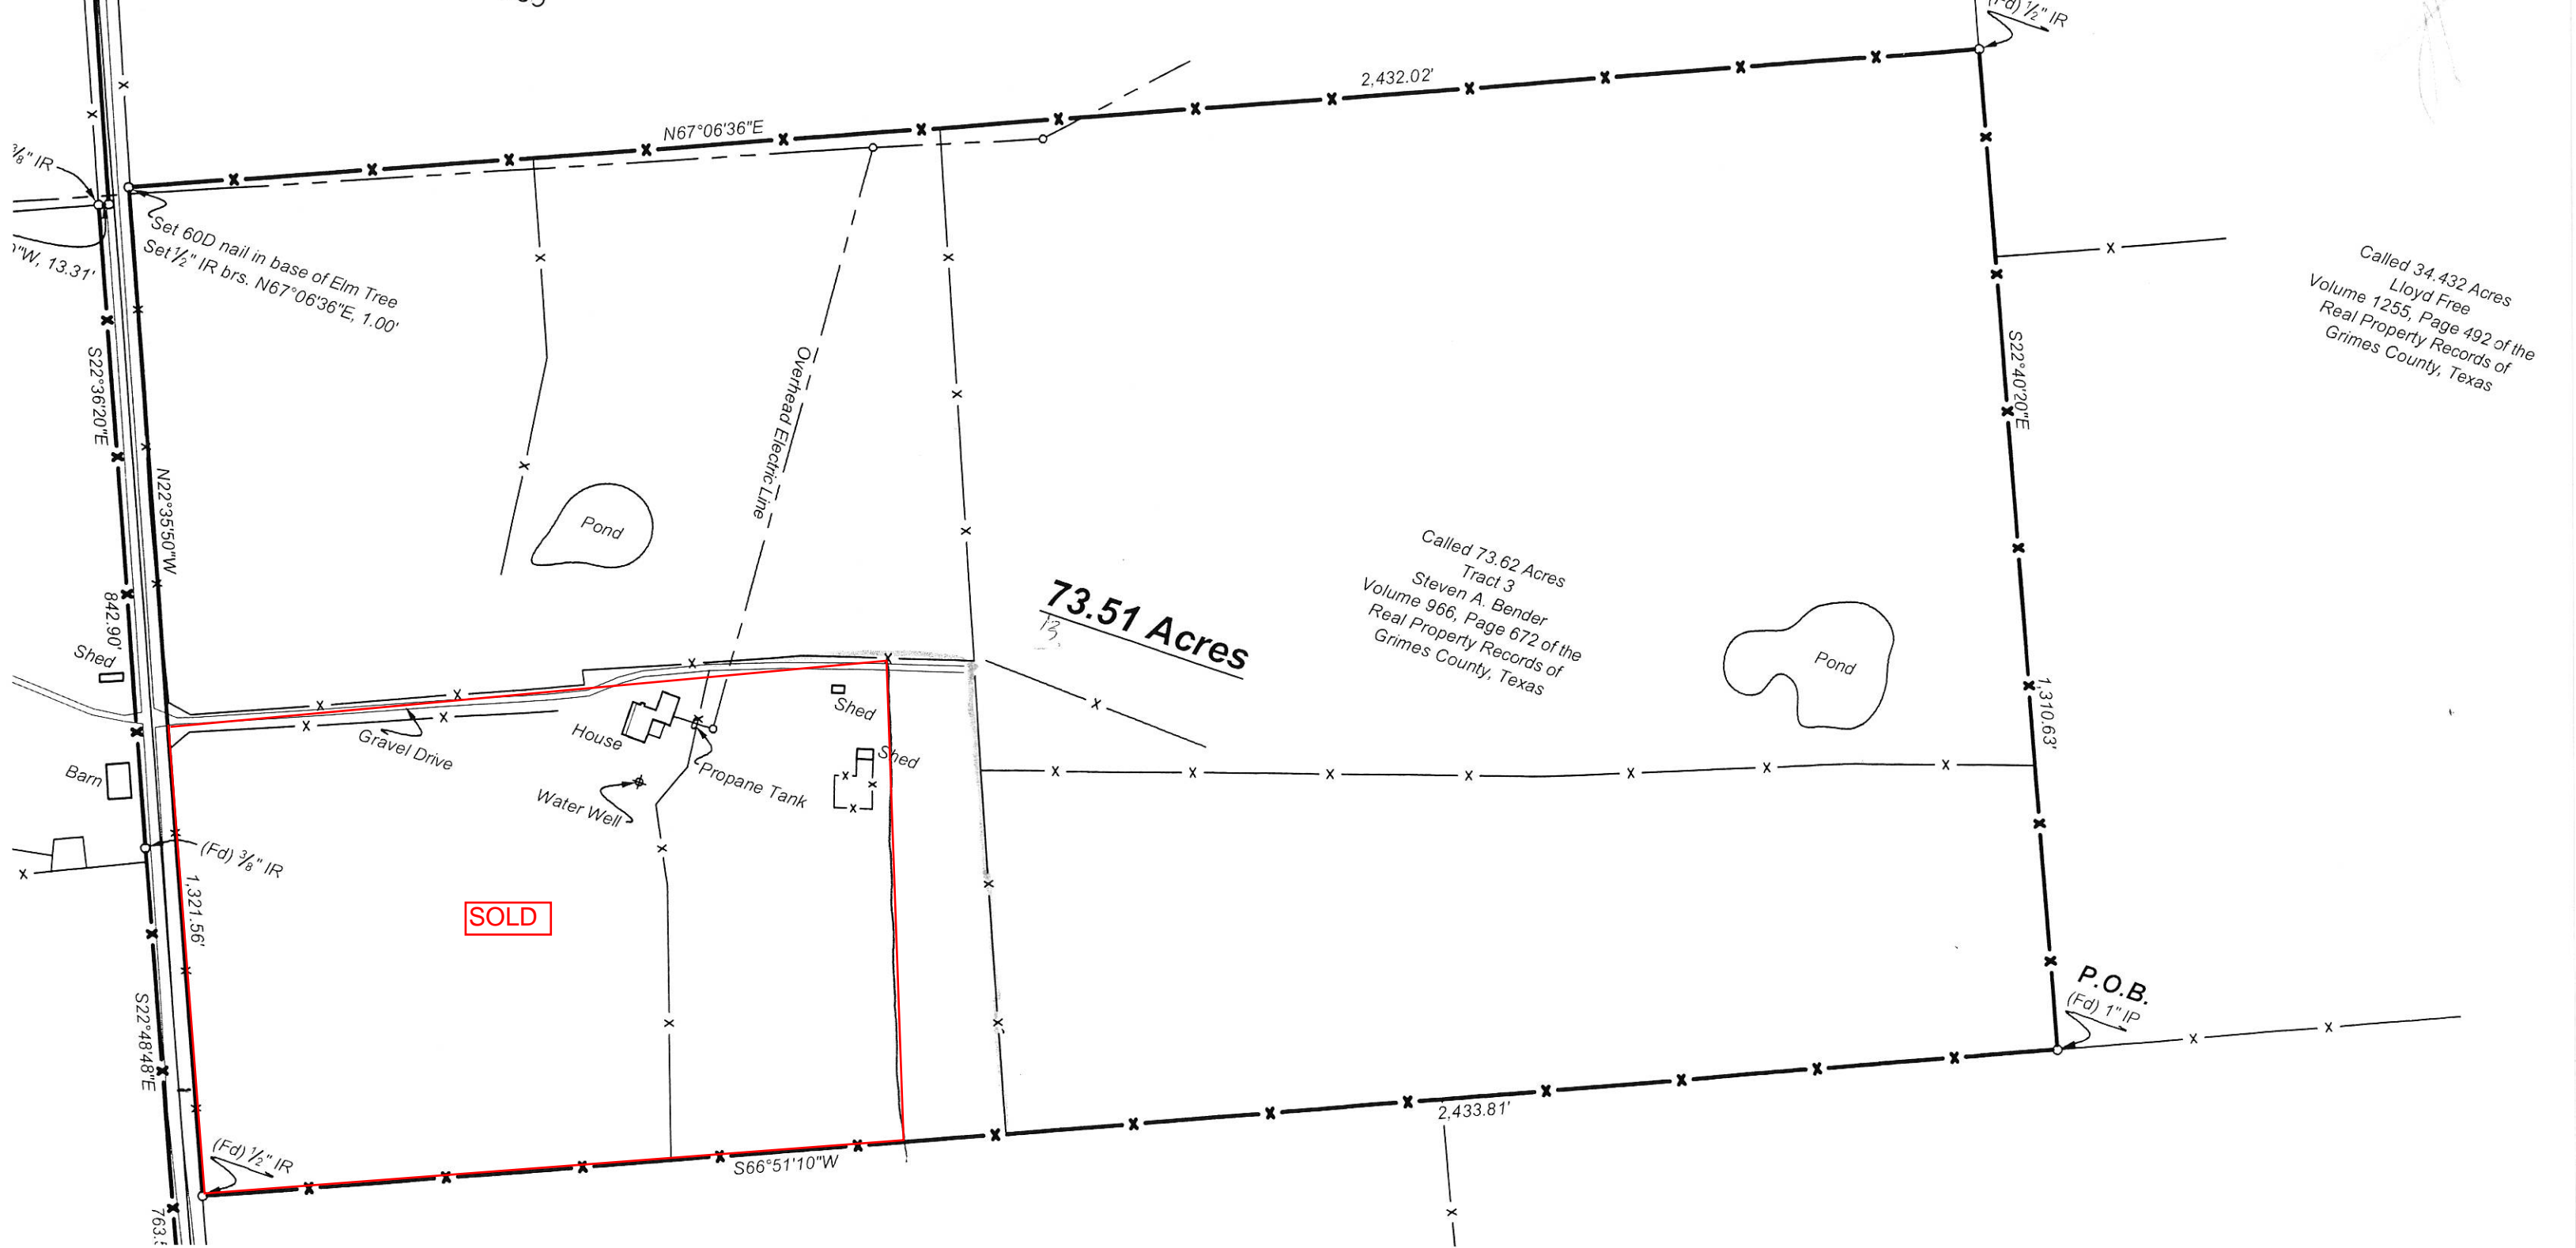 (Fd) ½" IR
2,432.02'
N67°06'36"E
⅜" IR
"W, 13.31'
Set 60D nail in base of Elm Tree
Set ½" IR brs. N67°06'36"E, 1.00'
Called 34.432 Acres
Lloyd Free
Volume 1255, Page 492 of the
Real Property Records of
Grimes County, Texas
S22°36'20"E
S22°40'20"E
Overhead Electric Line
N22°35'50"W
Pond
Called 73.62 Acres
Tract 3
Steven A. Bender
Volume 966, Page 672 of the
Real Property Records of
Grimes County, Texas
73.51 Acres
842.90'
Shed
Pond
1,310.63'
Shed
House
Gravel Drive
Shed
Barn
Propane Tank
Water Well
(Fd) ⅜" IR
1,321.56'
SOLD
P.O.B.
(Fd) 1" IP
S22°48'48"E
2,433.81'
(Fd) ½" IR
S66°51'10"W